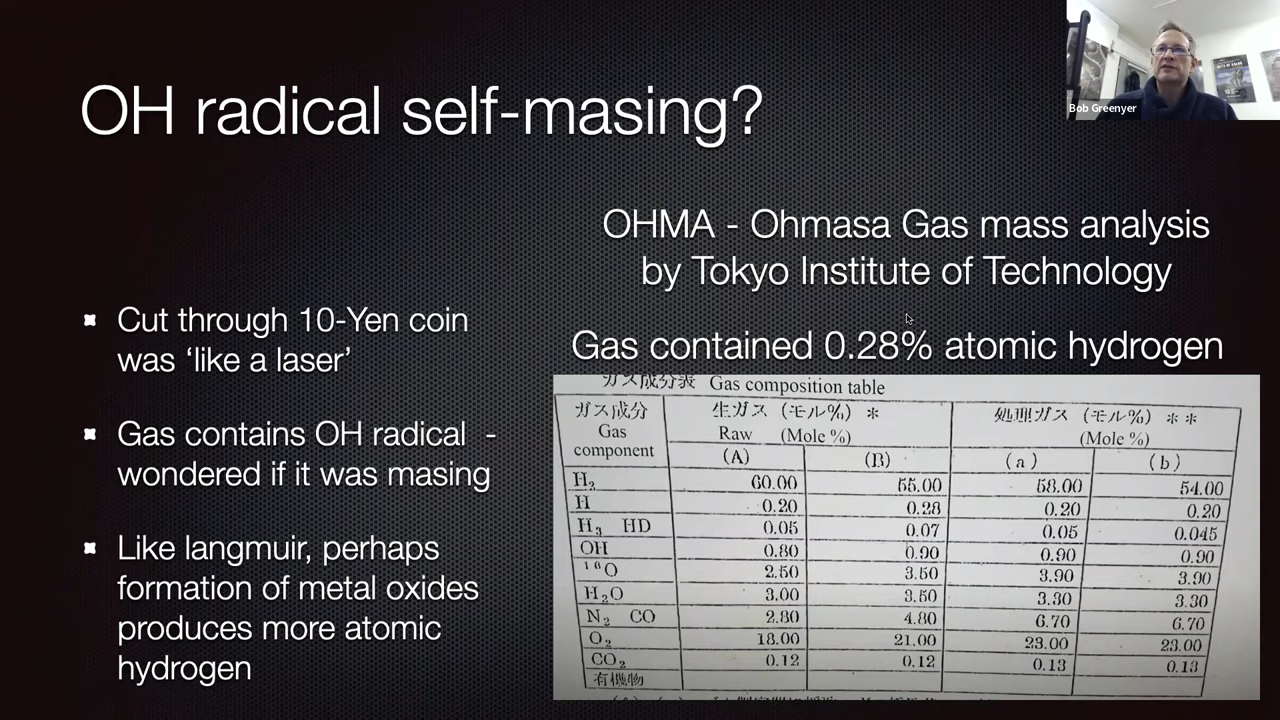 Bob Greenyer
OH radical self-masing?
OHMA - Ohmasa Gas mass analysis
by Tokyo Institute of Technology
Gas contained 0.28% atomic hydrogen
Cut through 10-Yen coin
was ‘like a laser’
Gas contains OH radical -
wondered if it was masing
Like langmuir, perhaps
formation of metal oxides
produces more atomic
hydrogen
ガス成分表 Gas composition table
ガス成分 生ガス (モル%) * 処理ガス (モル%) **
Gas Raw (Mole %) (Mole %)
component (A) (B) (a) (b)
H₂ 60.00 55.00 58.00 54.00
H 0.20 0.28 0.20 0.20
H₃ HD 0.05 0.07 0.05 0.045
OH 0.80 0.90 0.90 0.90
¹⁶O 2.50 3.50 3.90 3.90
H₂O 3.00 3.50 3.30 3.30
N₂ CO 2.80 4.80 6.70 6.70
O₂ 18.00 21.00 23.00 23.00
CO₂ 0.12 0.12 0.13 0.13
有機物